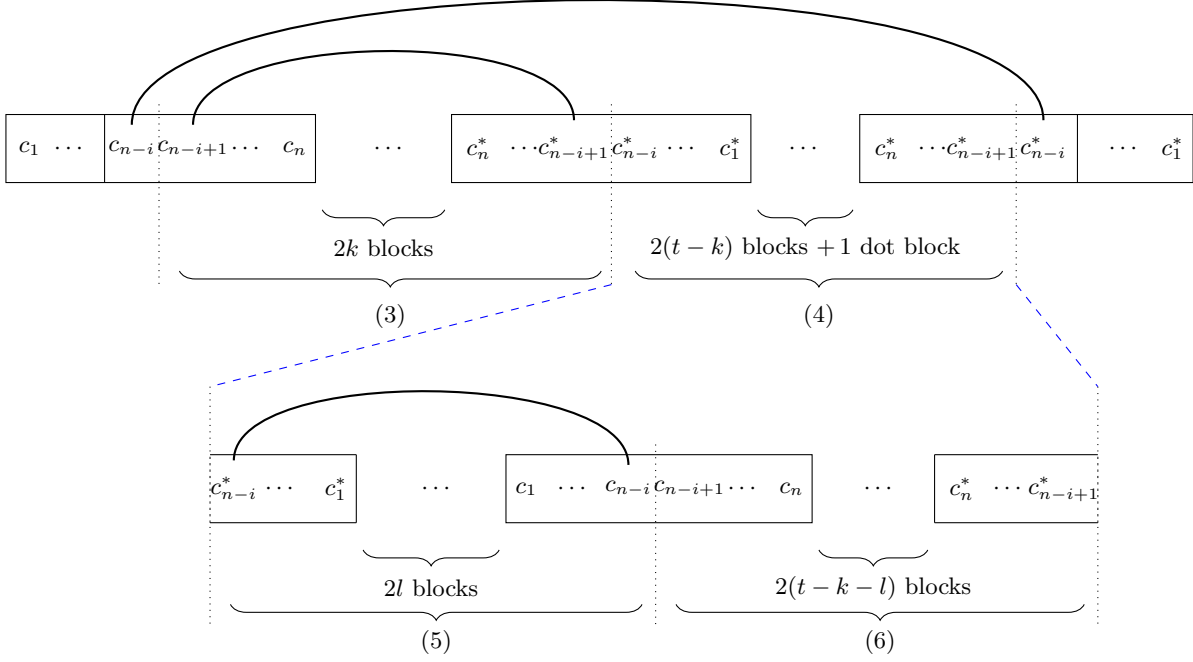 c_1 ⋯ c_{n-i} c_{n-i+1} ⋯ c_n ⋯ c_n^* ⋯ c_{n-i+1}^* c_{n-i}^* ⋯ c_1^* ⋯ c_n^* ⋯ c_{n-i+1}^* c_{n-i}^* ⋯ c_1^*
2k blocks 2(t − k) blocks + 1 dot block
(3) (4)
c_{n-i}^* ⋯ c_1^* ⋯ c_1 ⋯ c_{n-i} c_{n-i+1} ⋯ c_n ⋯ c_n^* ⋯ c_{n-i+1}^*
2l blocks 2(t − k − l) blocks
(5) (6)